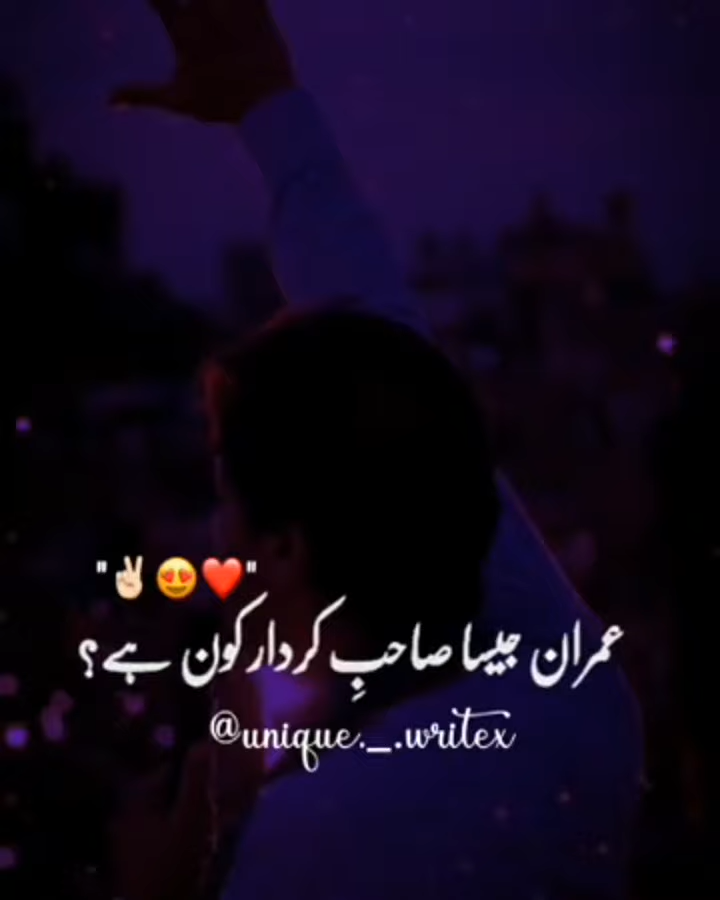 "✌🏻😍❤️"
عمران جیسا صاحبِ کردار کون ہے؟
@unique._.writex